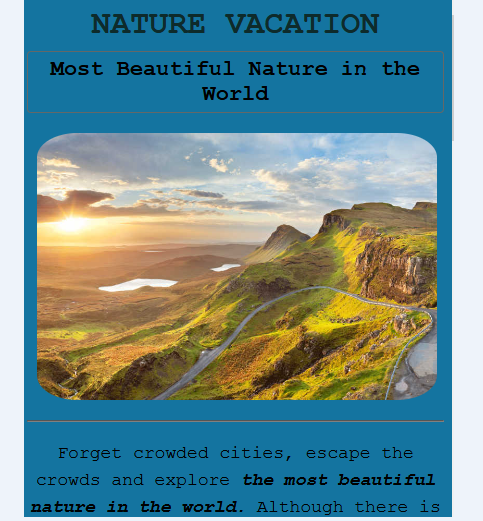 NATURE VACATION
Most Beautiful Nature in the
World
Forget crowded cities, escape the
crowds and explore the most beautiful
nature in the world. Although there is